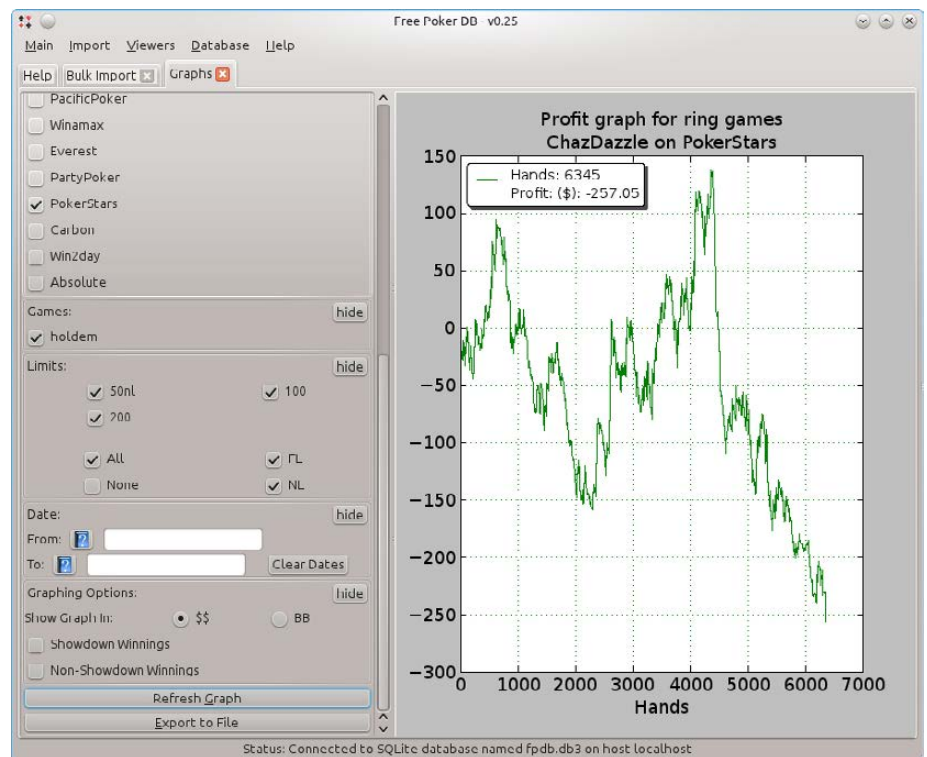 Free Poker DB - v0.25
Main Import Viewers Database Help
Help Bulk Import Graphs
PacificPoker
Winamax
Everest
PartyPoker
PokerStars
Carbon
Win2day
Absolute
Games: hide
holdem
Limits: hide
50nl 100
200
All FL
None NL
Date: hide
From:
To: Clear Dates
Graphing Options: hide
Show Graph In: $$ BB
Showdown Winnings
Non-Showdown Winnings
Refresh Graph
Export to File
Profit graph for ring games
ChazDazzle on PokerStars
Hands: 6345
Profit: ($): -257.05
150
100
50
0
−50
−100
−150
−200
−250
−300
0 1000 2000 3000 4000 5000 6000 7000
Hands
Status: Connected to SQLite database named fpdb.db3 on host localhost